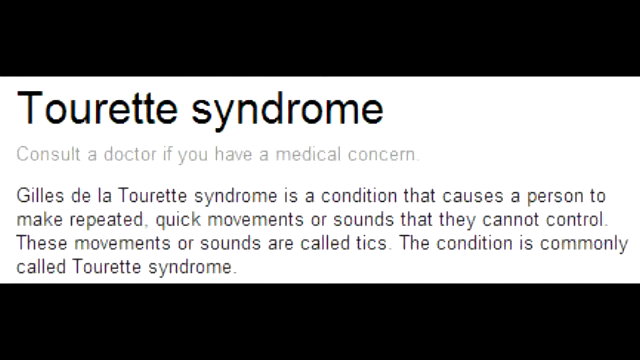 Tourette syndrome
Consult a doctor if you have a medical concern.
Gilles de la Tourette syndrome is a condition that causes a person to
make repeated, quick movements or sounds that they cannot control.
These movements or sounds are called tics. The condition is commonly
called Tourette syndrome.